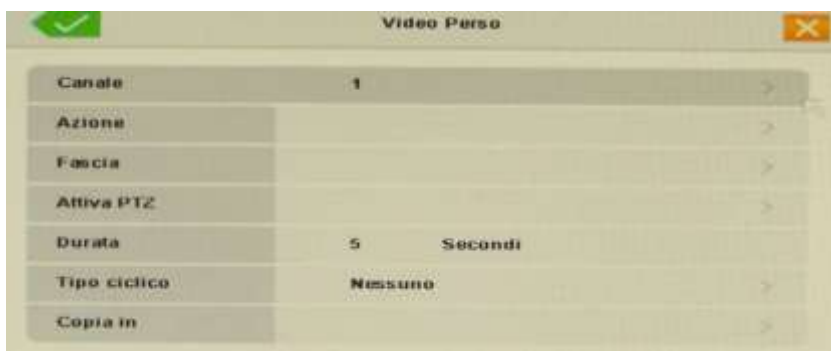 Video Perso
Canale 1 >
Azione >
Fascia >
Attiva PTZ >
Durata 5 Secondi
Tipo ciclico Nessuno >
Copia in >